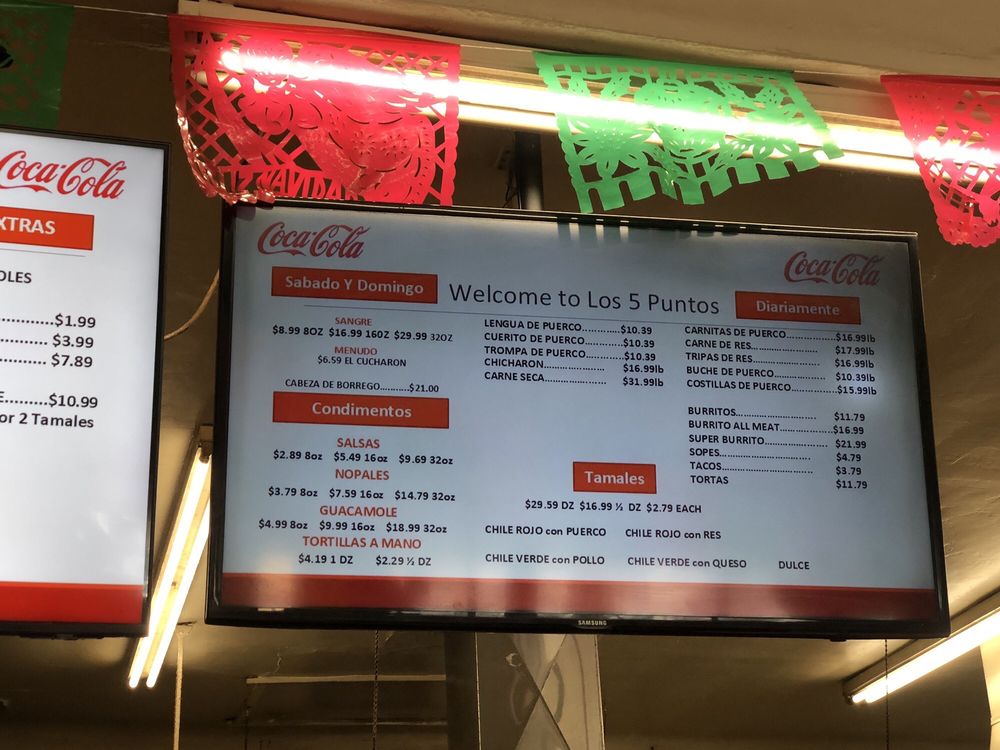 IZ NAVIDA
Coca-Cola
XTRAS
OLES
............$1.99
........... $3.99
........... $7.89
E.........$10.99
or 2 Tamales
Coca-Cola
Coca-Cola
Welcome to Los 5 Puntos
Sabado Y Domingo
SANGRE
$8.99 8OZ $16.99 16OZ $29.99 32OZ
MENUDO
$6.59 EL CUCHARON
CABEZA DE BORREGO..........$21.00
Condimentos
SALSAS
$2.89 8oz $5.49 16oz $9.69 32oz
NOPALES
$3.79 8oz $7.59 16oz $14.79 32oz
GUACAMOLE
$4.99 8oz $9.99 16oz $18.99 32oz
TORTILLAS A MANO
$4.19 1 DZ $2.29 ½ DZ
LENGUA DE PUERCO............$10.39
CUERITO DE PUERCO...........$10.39
TROMPA DE PUERCO...........$10.39
CHICHARON..................... $16.99lb
CARNE SECA.................... $31.99lb
Diariamente
CARNITAS DE PUERCO...............$16.99lb
CARNE DE RES...................... $17.99lb
TRIPAS DE RES...................... $16.99lb
BUCHE DE PUERCO............... $10.39lb
COSTILLAS DE PUERCO..............$15.99lb
BURRITOS.......................... $11.79
BURRITO ALL MEAT................$16.99
SUPER BURRITO.................. $21.99
SOPES.............................. $4.79
TACOS.............................. $3.79
TORTAS $11.79
Tamales
$29.59 DZ $16.99 ½ DZ $2.79 EACH
CHILE ROJO con PUERCO CHILE ROJO con RES
CHILE VERDE con POLLO CHILE VERDE con QUESO DULCE
SAMSUNG